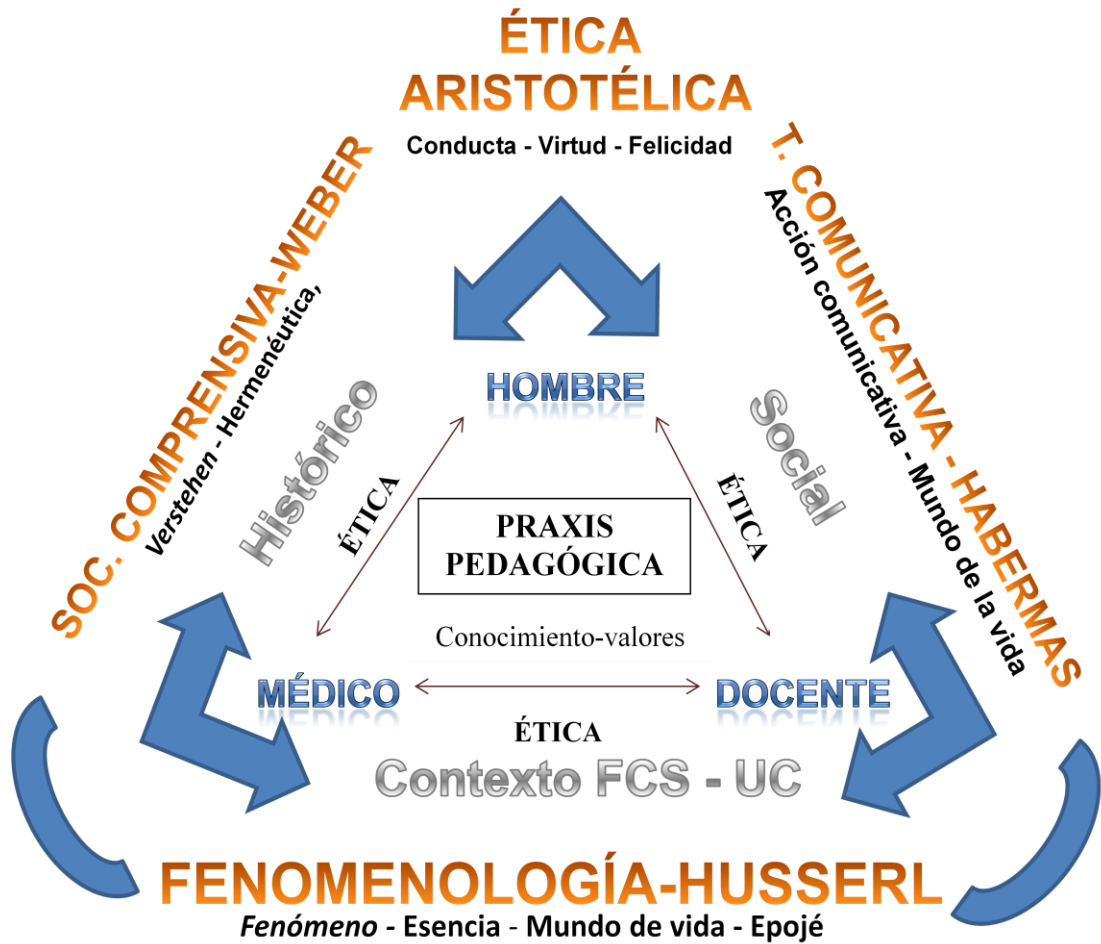 ÉTICA
ARISTOTÉLICA
Conducta - Virtud - Felicidad
SOC. COMPRENSIVA-WEBER
Verstehen - Hermenéutica,
T. COMUNICATIVA - HABERMAS
Acción comunicativa - Mundo de la vida
HOMBRE
Histórico
Social
ÉTICA
ÉTICA
PRAXIS
PEDAGÓGICA
Conocimiento-valores
MÉDICO
DOCENTE
ÉTICA
Contexto FCS - UC
FENOMENOLOGÍA-HUSSERL
Fenómeno - Esencia - Mundo de vida - Epojé